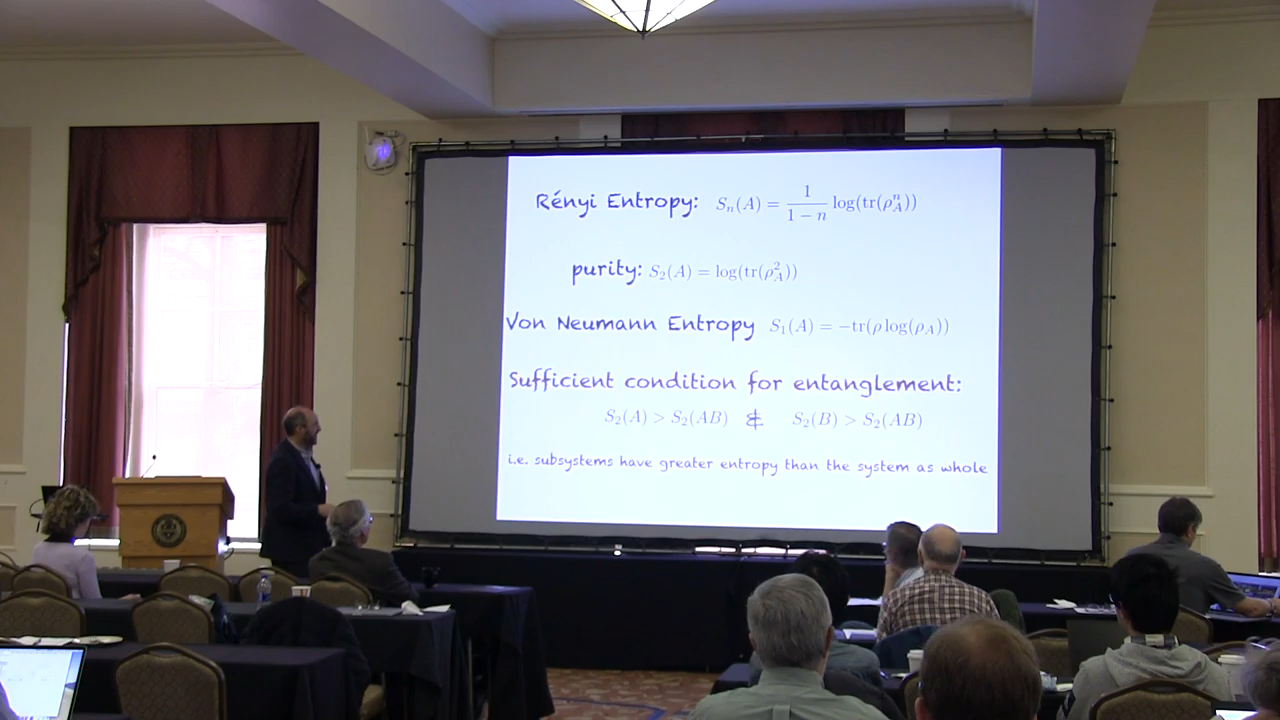 Rényi Entropy: $S_n(A) = \frac{1}{1-n} \log(\mathrm{tr}(\rho_A^n))$
purity: $S_2(A) = \log(\mathrm{tr}(\rho_A^2))$
Von Neumann Entropy $S_1(A) = -\mathrm{tr}(\rho \log(\rho_A))$
Sufficient condition for entanglement:
$S_2(A) > S_2(AB)$ & $S_2(B) > S_2(AB)$
i.e. subsystems have greater entropy than the system as whole